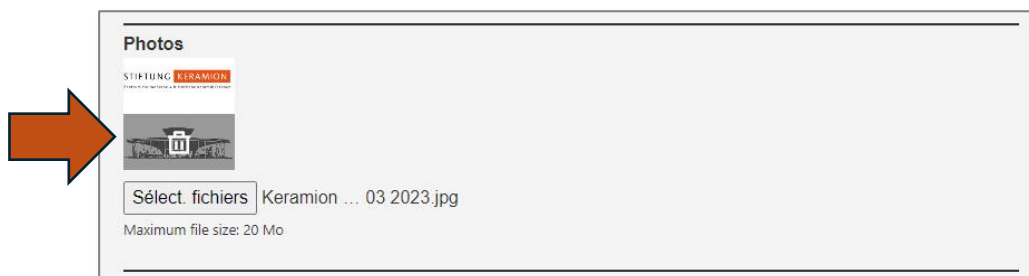 Photos
STIFTUNG KERAMION
Sélect. fichiers Keramion ... 03 2023.jpg
Maximum file size: 20 Mo